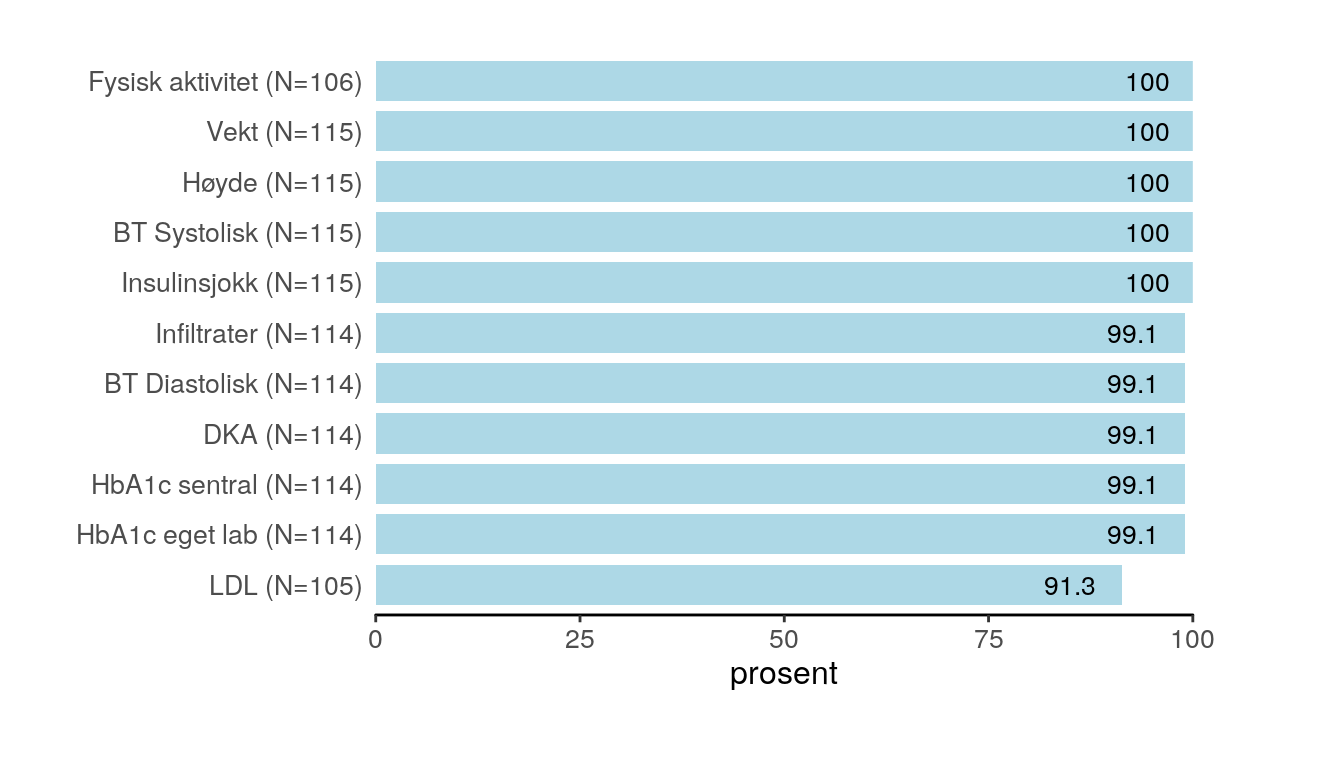 Fysisk aktivitet (N=106) 100
Vekt (N=115) 100
Høyde (N=115) 100
BT Systolisk (N=115) 100
Insulinsjokk (N=115) 100
Infiltrater (N=114) 99.1
BT Diastolisk (N=114) 99.1
DKA (N=114) 99.1
HbA1c sentral (N=114) 99.1
HbA1c eget lab (N=114) 99.1
LDL (N=105) 91.3
0 25 50 75 100
prosent